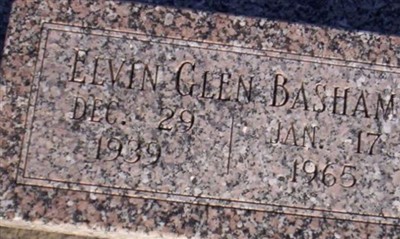 ELVIN GLEN BASHAM
DEC. 29 JAN. 17
1939 1965